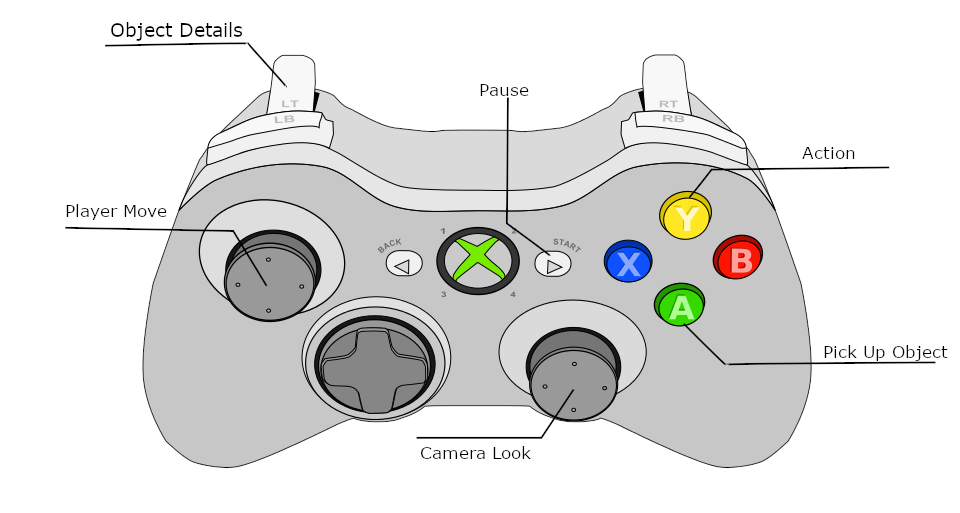 Object Details
LT
LB
Pause
RT
RB
Action
Player Move
BACK
1
2
START
3
4
Y
X
B
A
Pick Up Object
Camera Look